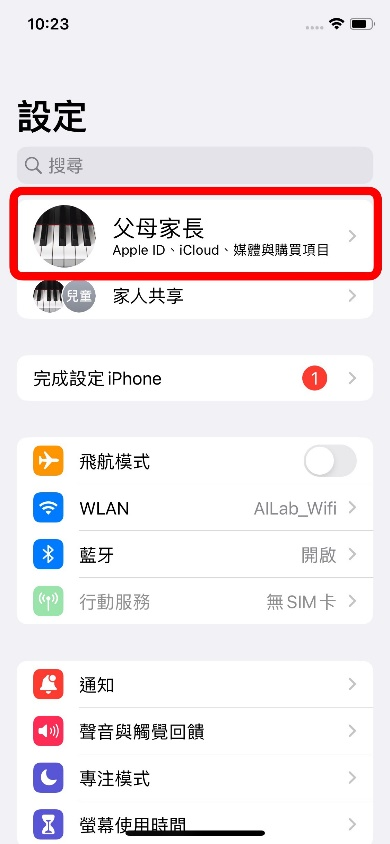 10:23
設定
搜尋
父母家長
Apple ID、iCloud、媒體與購買項目
兒童
家人共享
完成設定 iPhone
1
飛航模式
WLAN
AILab_Wifi
藍牙
開啟
行動服務
無 SIM 卡
通知
聲音與觸覺回饋
專注模式
螢幕使用時間